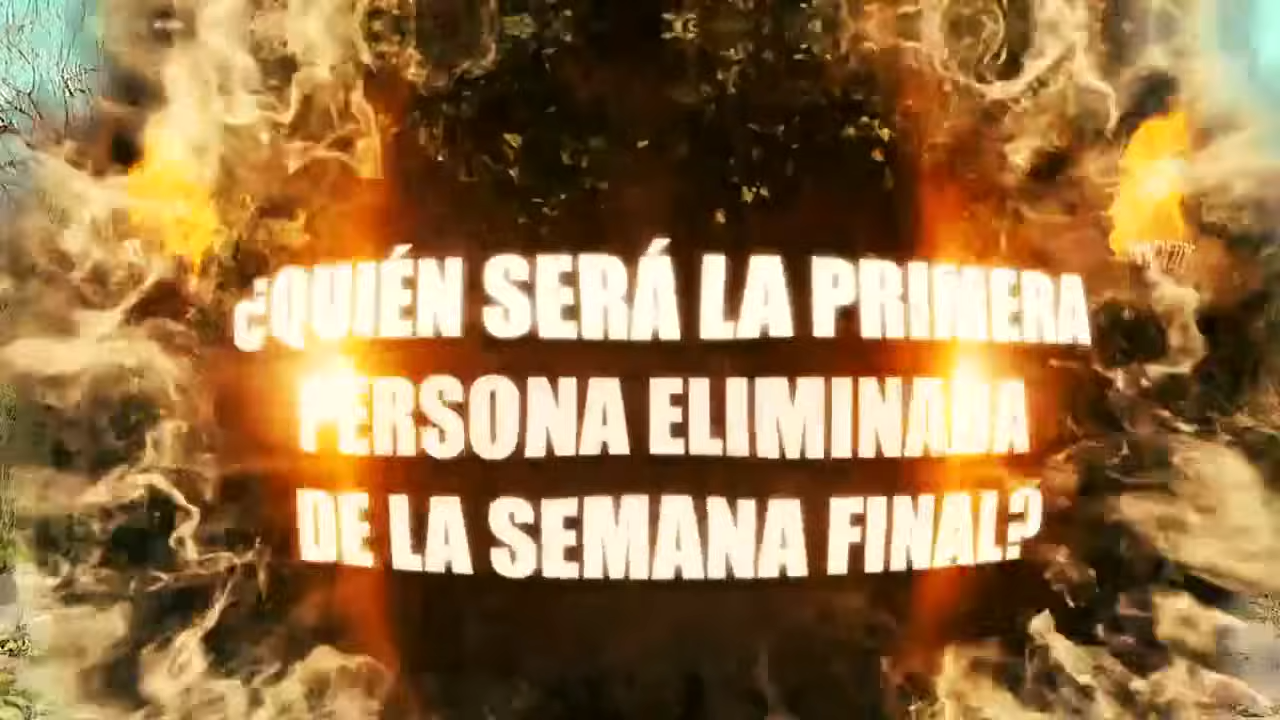 ¿QUIÉN SERÁ LA PRIMERA
PERSONA ELIMINADA
DE LA SEMANA FINAL?